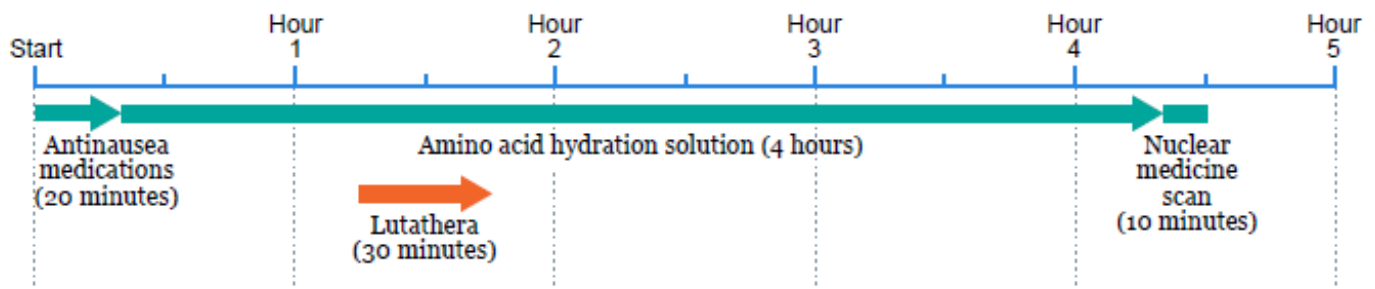 Start
Hour
1
Hour
2
Hour
3
Hour
4
Hour
5
Antinausea
medications
(20 minutes)
Amino acid hydration solution (4 hours)
Nuclear
medicine
scan
(10 minutes)
Lutathera
(30 minutes)